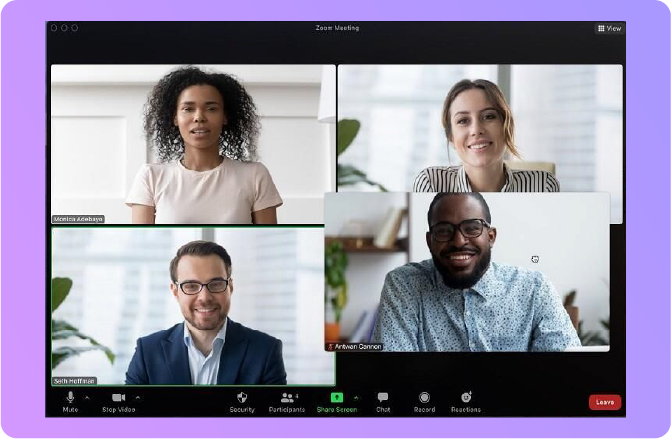 Zoom Meeting
View
Monica Adebayo
Antwan Cannon
Seth Hoffman
Mute
Stop Video
Security
Participants
4
Share Screen
Chat
Record
Reactions
Leave